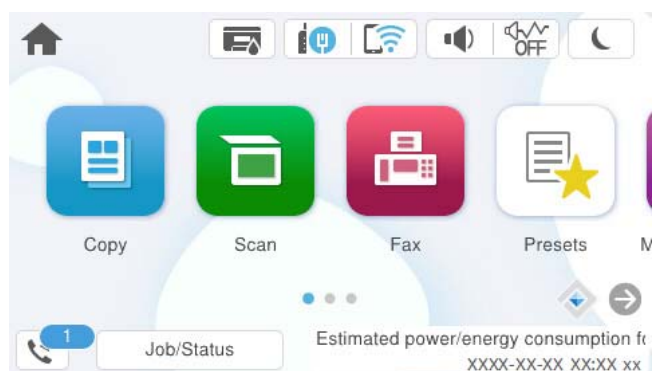 OFF
Copy
Scan
Fax
Presets
M
1
Job/Status
Estimated power/energy consumption fo
XXXX-XX-XX XX:XX xx